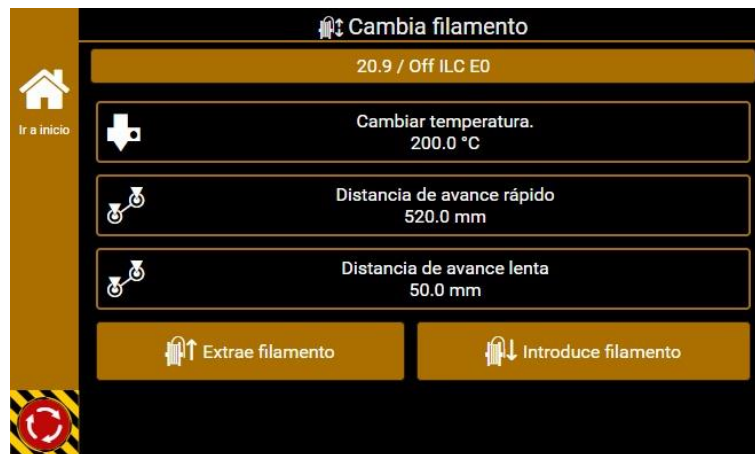 Cambia filamento
20.9 / Off ILC E0
Ir a inicio
Cambiar temperatura.
200.0 °C
Distancia de avance rápido
520.0 mm
Distancia de avance lenta
50.0 mm
Extrae filamento
Introduce filamento